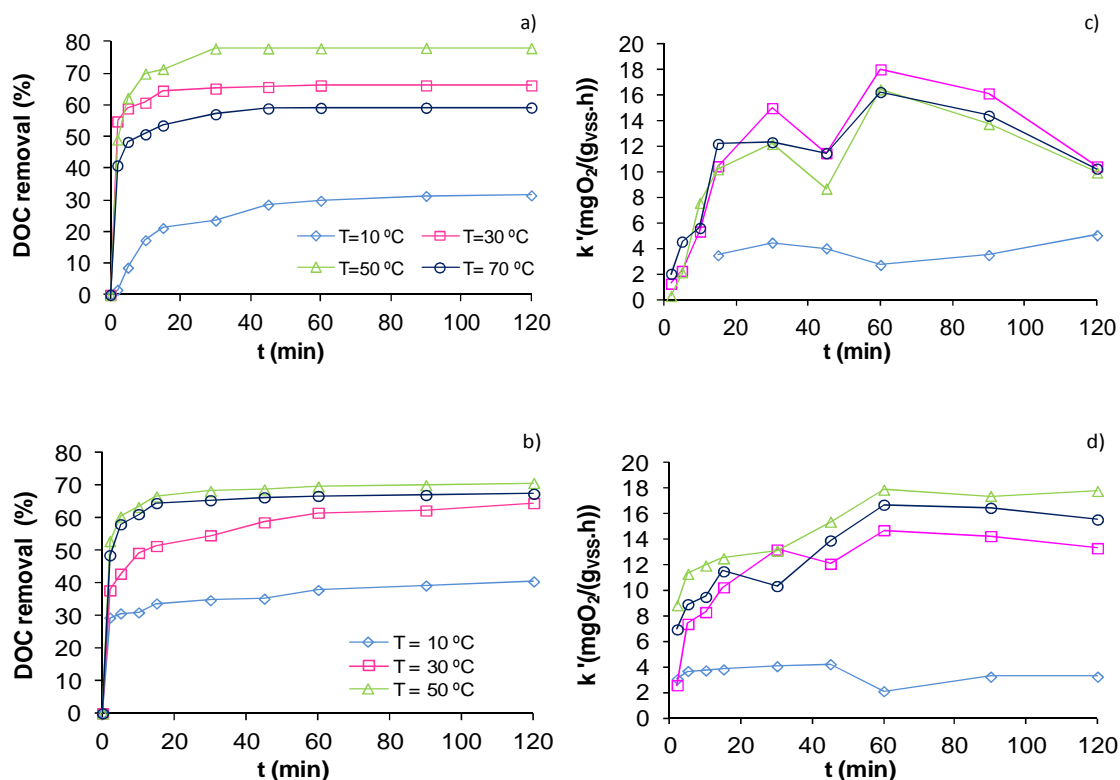 a)
DOC removal (%)
80
70
60
50
40
30
20
10
0
T=10 ºC
T=30 ºC
T=50 ºC
T= 70 ºC
0 20 40 60 80 100 120
t (min)
c)
k '(mgO₂/(gVSS·h))
20
18
16
14
12
10
8
6
4
2
0
0 20 40 60 80 100 120
t (min)
b)
DOC removal (%)
80
70
60
50
40
30
20
10
0
T = 10 ºC
T = 30 ºC
T = 50 ºC
0 20 40 60 80 100 120
t (min)
d)
k '(mgO₂/(gVSS·h))
20
18
16
14
12
10
8
6
4
2
0
0 20 40 60 80 100 120
t (min)